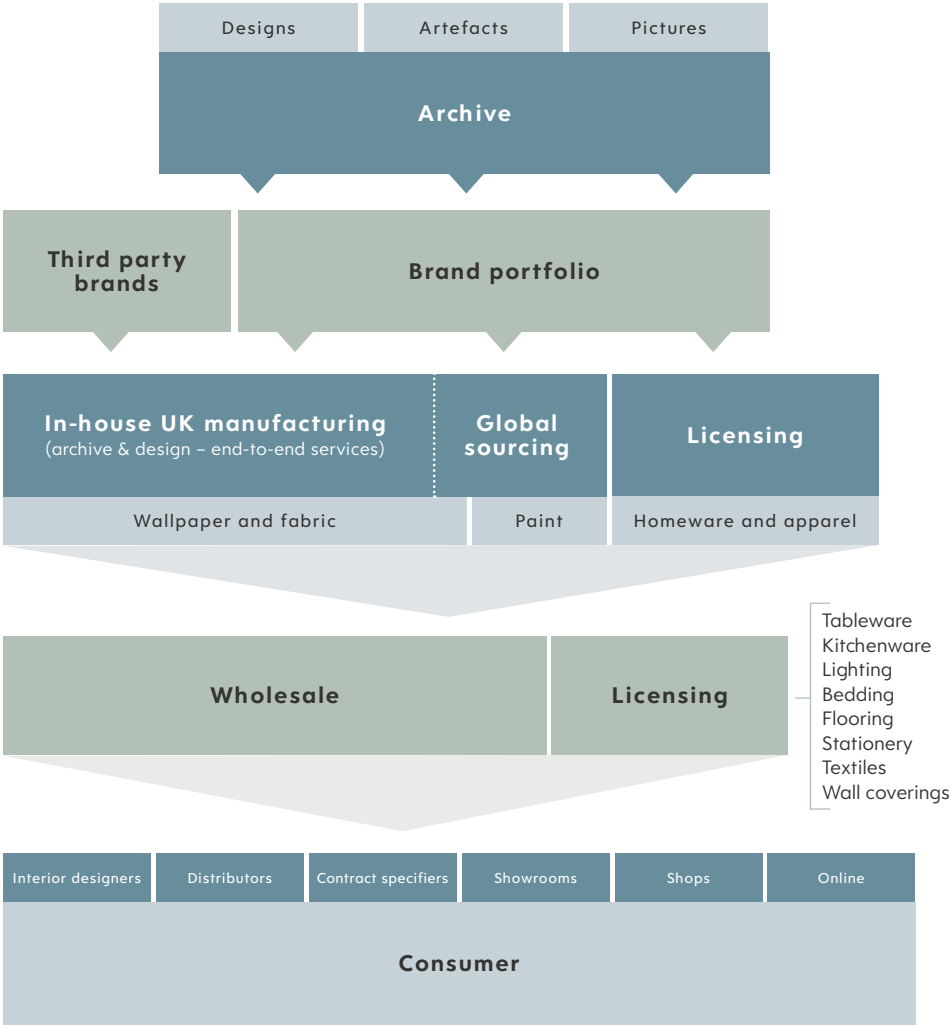 Designs
Artefacts
Pictures
Archive
Third party
brands
Brand portfolio
In-house UK manufacturing
(archive & design – end-to-end services)
Global
sourcing
Licensing
Wallpaper and fabric
Paint
Homeware and apparel
Wholesale
Licensing
Tableware
Kitchenware
Lighting
Bedding
Flooring
Stationery
Textiles
Wall coverings
Interior designers
Distributors
Contract specifiers
Showrooms
Shops
Online
Consumer